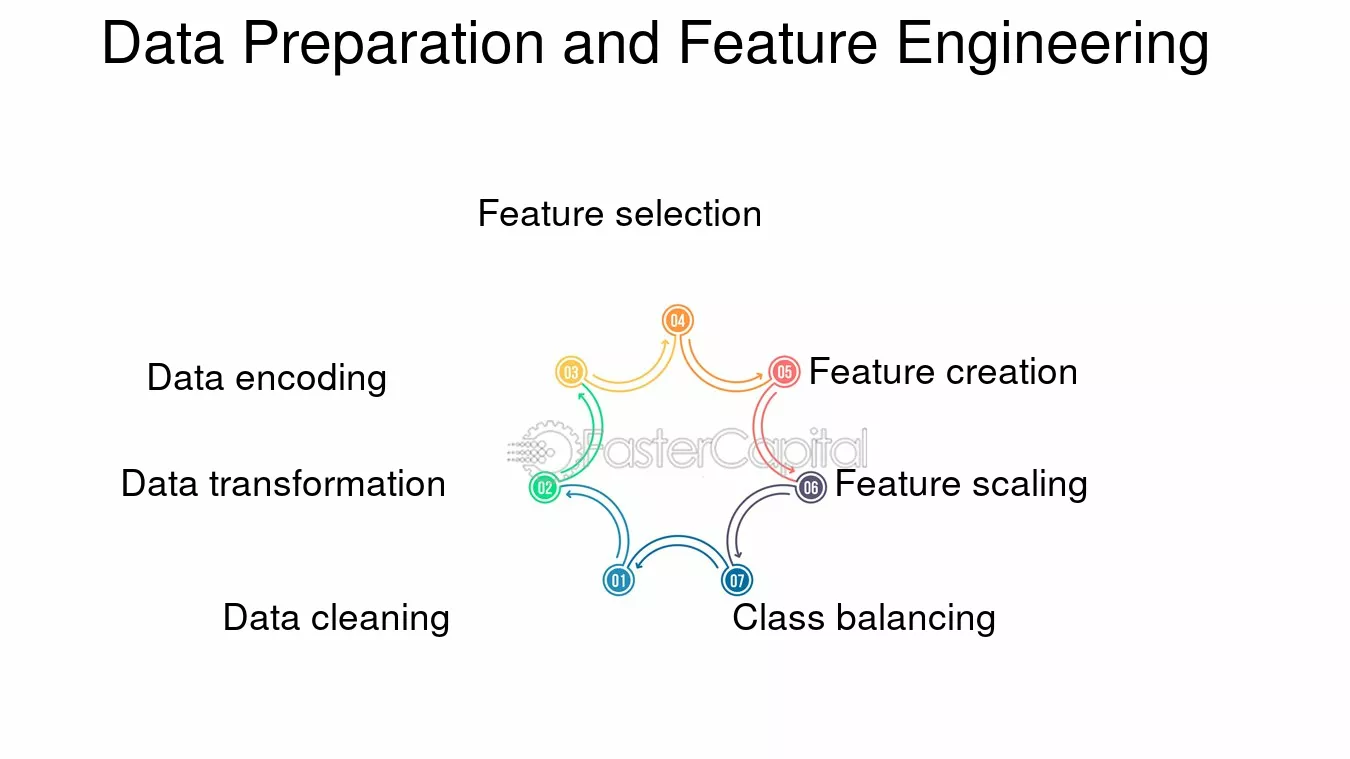 Data Preparation and Feature Engineering
Feature selection
04
03
05
Data encoding
Feature creation
FasterCapital
02
06
Data transformation
Feature scaling
01
07
Data cleaning
Class balancing